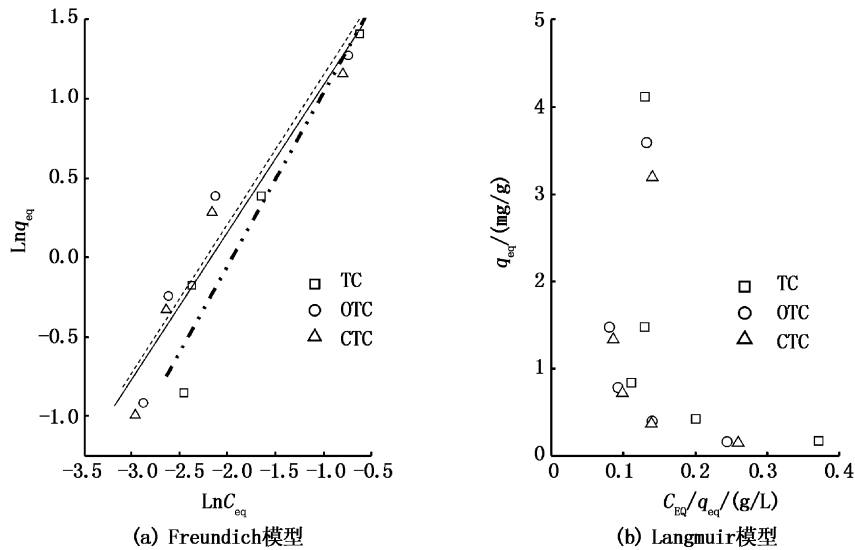 1.5
1.0
0.5
0.0
-0.5
-1.0
Lnq_eq
-3.5 -3.0 -2.5 -2.0 -1.5 -1.0 -0.5
LnC_eq
TC
OTC
CTC
(a) Freundich模型
5
4
3
2
1
0
q_eq/(mg/g)
0 0.1 0.2 0.3 0.4
C_EQ/q_eq/(g/L)
TC
OTC
CTC
(b) Langmuir模型